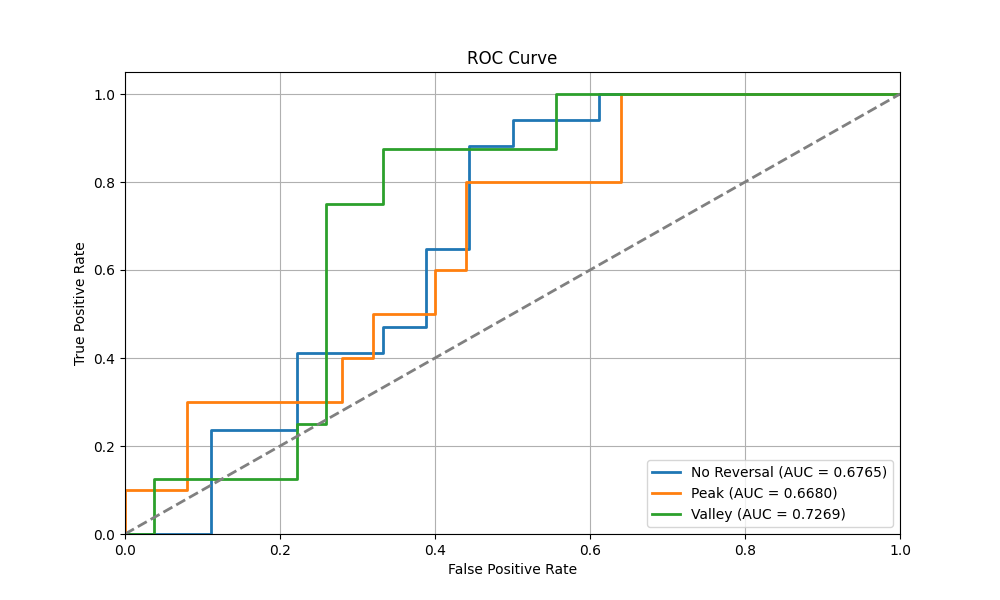 ROC Curve
True Positive Rate
1.0
0.8
0.6
0.4
0.2
0.0
0.0 0.2 0.4 0.6 0.8 1.0
False Positive Rate
No Reversal (AUC = 0.6765)
Peak (AUC = 0.6680)
Valley (AUC = 0.7269)